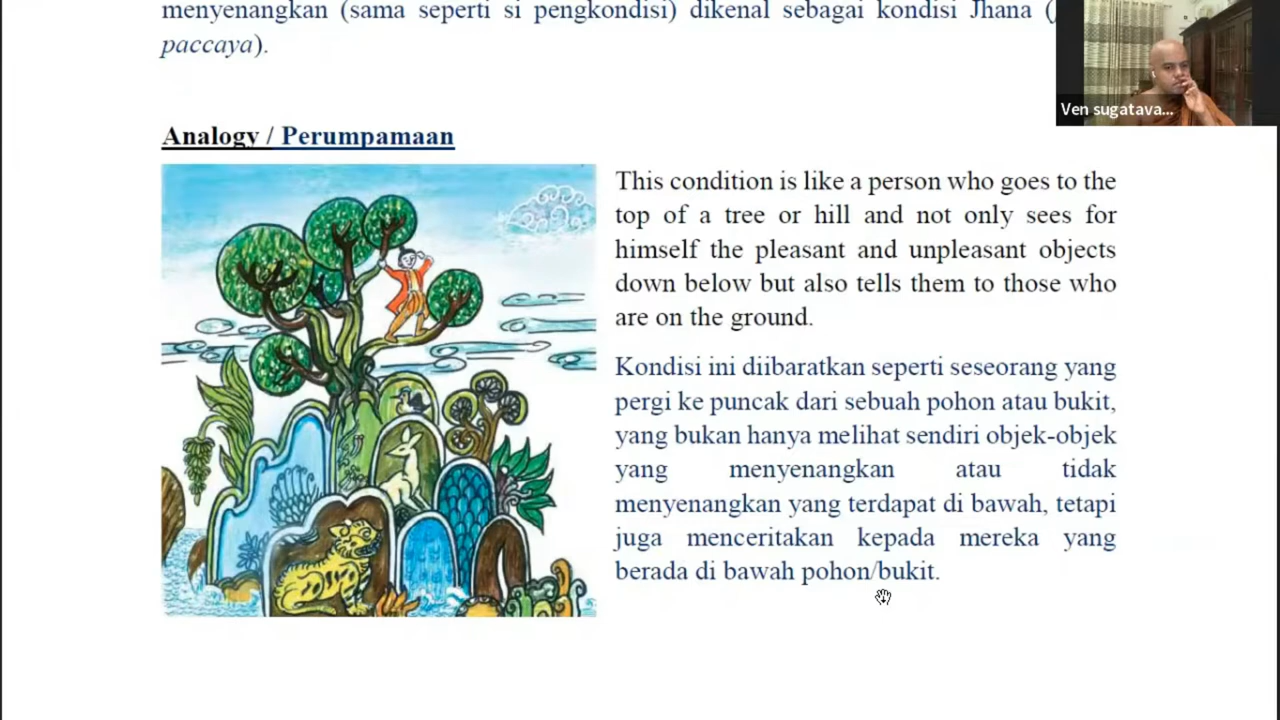 menyenangkan (sama seperti si pengkondisi) dikenal sebagai kondisi Jhana (
paccaya).
Ven sugatava...
Analogy / Perumpamaan
This condition is like a person who goes to the
top of a tree or hill and not only sees for
himself the pleasant and unpleasant objects
down below but also tells them to those who
are on the ground.
Kondisi ini diibaratkan seperti seseorang yang
pergi ke puncak dari sebuah pohon atau bukit,
yang bukan hanya melihat sendiri objek-objek
yang menyenangkan atau tidak
menyenangkan yang terdapat di bawah, tetapi
juga menceritakan kepada mereka yang
berada di bawah pohon/bukit.